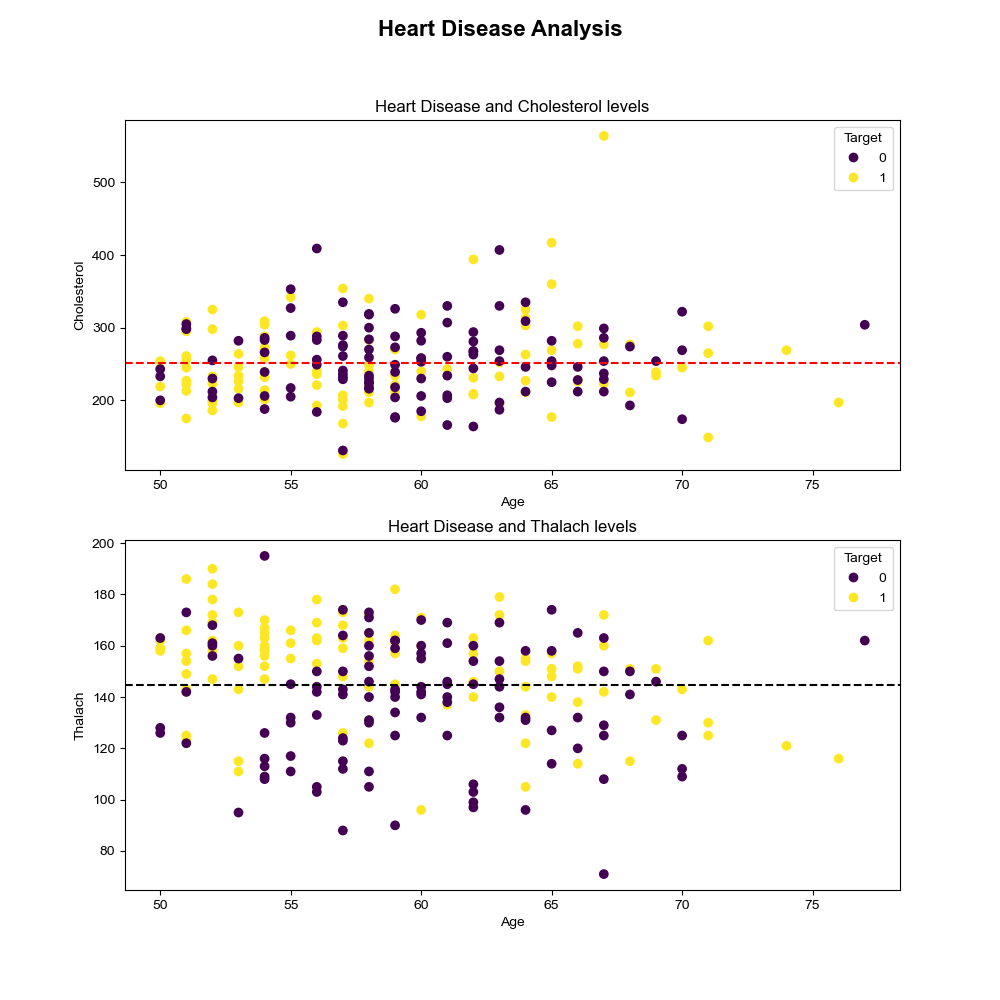 Heart Disease Analysis
Heart Disease and Cholesterol levels
Target
0
1
500
400
300
200
Cholesterol
50 55 60 65 70 75
Age
Heart Disease and Thalach levels
Target
0
1
200
180
160
140
120
100
80
Thalach
50 55 60 65 70 75
Age